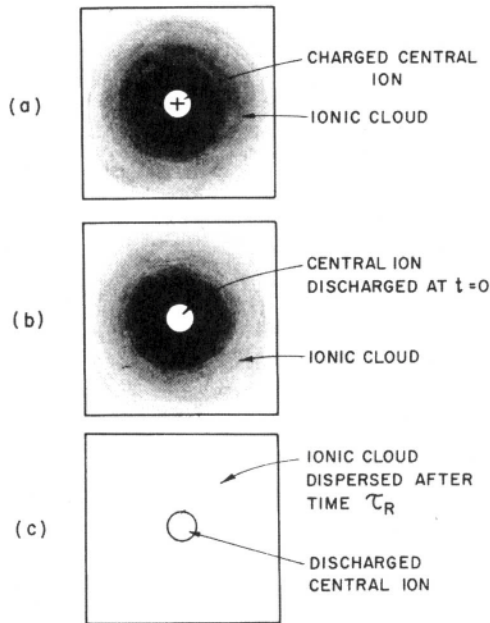 (a)
+
CHARGED CENTRAL
ION
IONIC CLOUD
(b)
CENTRAL ION
DISCHARGED AT t=0
IONIC CLOUD
(c)
IONIC CLOUD
DISPERSED AFTER
TIME τR
DISCHARGED
CENTRAL ION